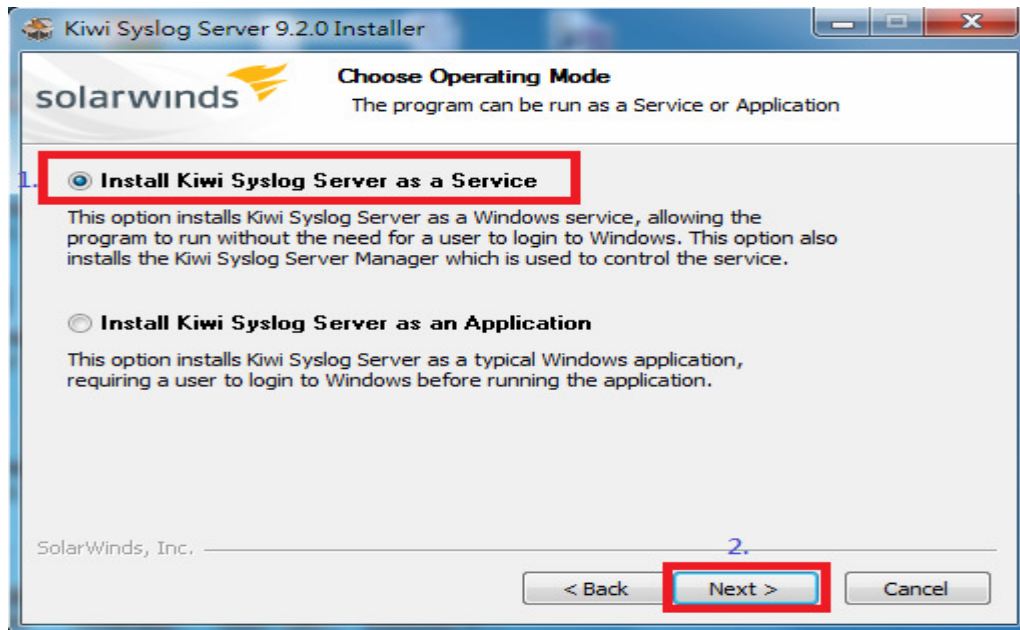 Kiwi Syslog Server 9.2.0 Installer
solarwinds
Choose Operating Mode
The program can be run as a Service or Application
1.
Install Kiwi Syslog Server as a Service
This option installs Kiwi Syslog Server as a Windows service, allowing the
program to run without the need for a user to login to Windows. This option also
installs the Kiwi Syslog Server Manager which is used to control the service.
Install Kiwi Syslog Server as an Application
This option installs Kiwi Syslog Server as a typical Windows application,
requiring a user to login to Windows before running the application.
SolarWinds, Inc.
2.
< Back Next > Cancel